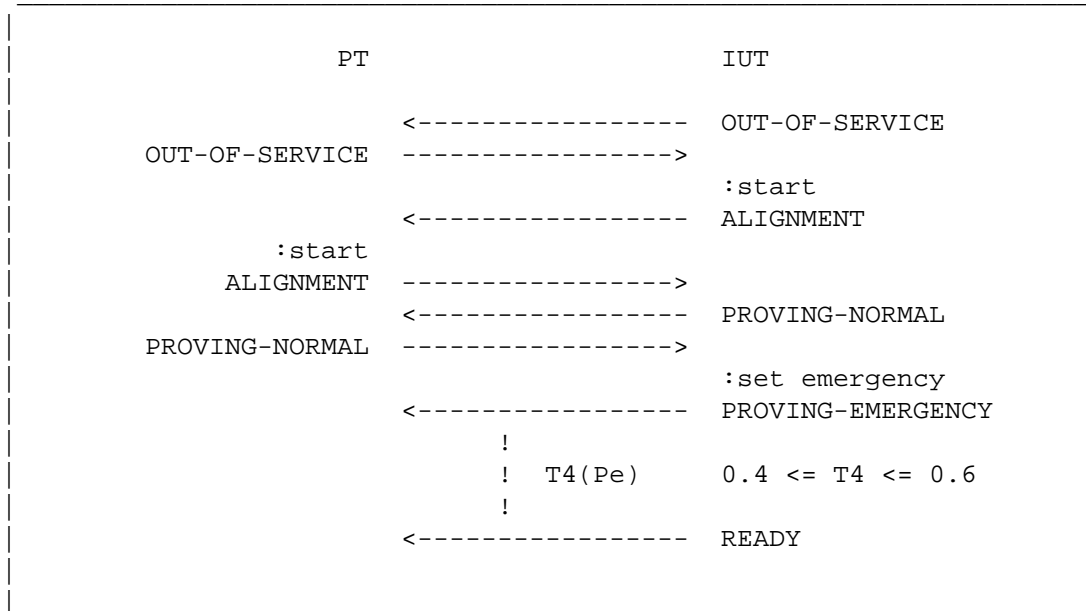 PT IUT
<----------------- OUT-OF-SERVICE
OUT-OF-SERVICE ----------------->
:start
<----------------- ALIGNMENT
:start
ALIGNMENT ----------------->
<----------------- PROVING-NORMAL
PROVING-NORMAL ----------------->
:set emergency
<----------------- PROVING-EMERGENCY
!
! T4(Pe) 0.4 <= T4 <= 0.6
!
<----------------- READY